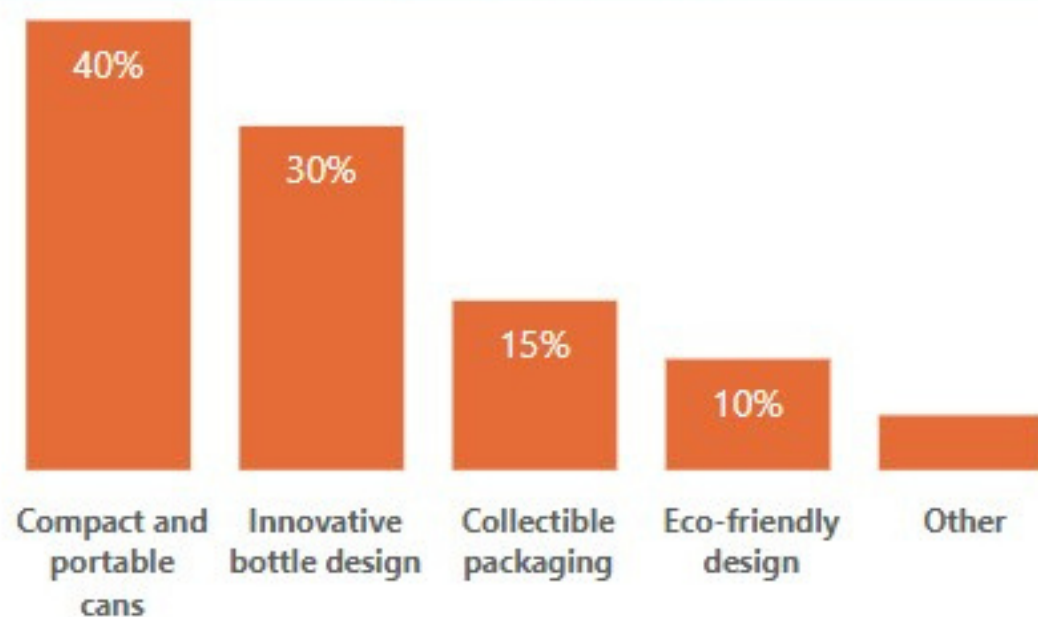 40%
30%
15%
10%
Compact and
portable
cans
Innovative
bottle design
Collectible
packaging
Eco-friendly
design
Other